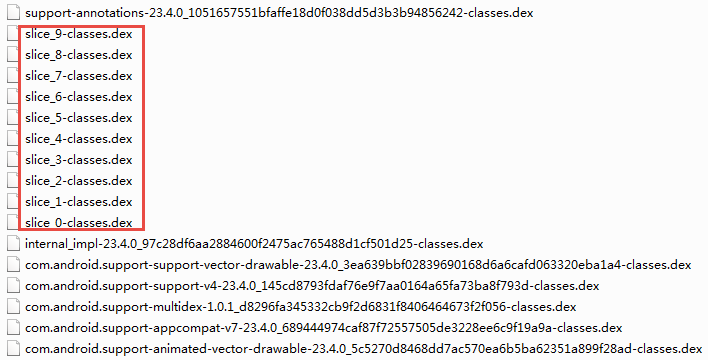 support-annotations-23.4.0_1051657551bfaffe18d0f038dd5d3b3b94856242-classes.dex
slice_9-classes.dex
slice_8-classes.dex
slice_7-classes.dex
slice_6-classes.dex
slice_5-classes.dex
slice_4-classes.dex
slice_3-classes.dex
slice_2-classes.dex
slice_1-classes.dex
slice_0-classes.dex
internal_impl-23.4.0_97c28df6aa2884600f2475ac765488d1cf501d25-classes.dex
com.android.support-support-vector-drawable-23.4.0_3ea639bbf02839690168d6a6cafd063320eba1a4-classes.dex
com.android.support-support-v4-23.4.0_145cd8793fdaf76e9f7aa0164a65fa73ba8f793d-classes.dex
com.android.support-multidex-1.0.1_d8296fa345332cb9f2d6831f8406464673f2f056-classes.dex
com.android.support-appcompat-v7-23.4.0_689444974caf87f72557505de3228ee6c9f19a9a-classes.dex
com.android.support-animated-vector-drawable-23.4.0_5c5270d8468dd7ac570ea6b5ba62351a899f28ad-classes.dex